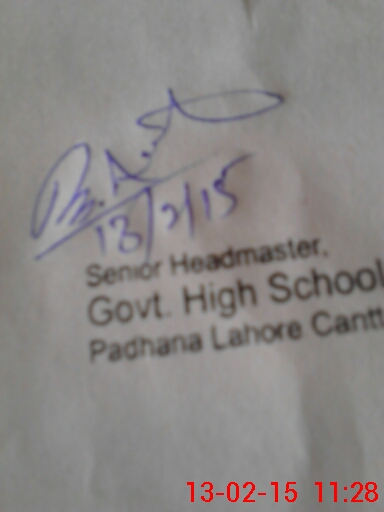 13/2/15
Senior Headmaster.
Govt. High School
Padhana Lahore Cantt
13-02-15 11:28